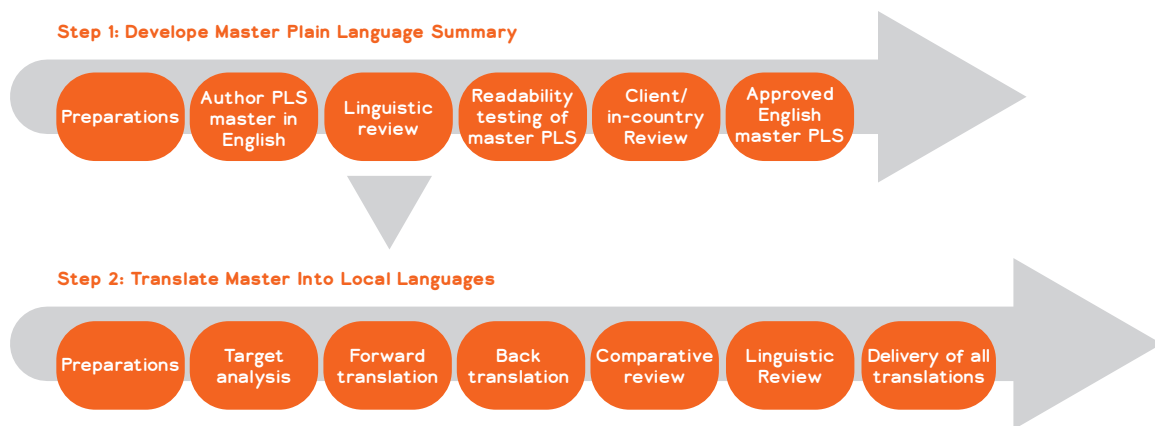 Step 1: Develope Master Plain Language Summary
Preparations
Author PLS
master in
English
Linguistic
review
Readability
testing of
master PLS
Client/
in-country
Review
Approved
English
master PLS
Step 2: Translate Master Into Local Languages
Preparations
Target
analysis
Forward
translation
Back
translation
Comparative
review
Linguistic
Review
Delivery of all
translations